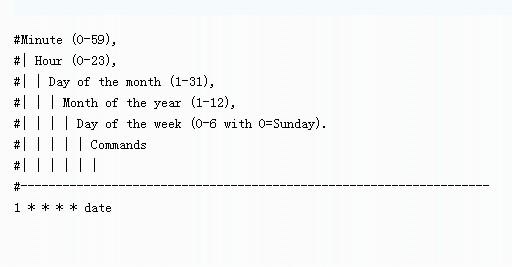 #Minute (0-59),
#| Hour (0-23),
#| | Day of the month (1-31),
#| | | Month of the year (1-12),
#| | | | Day of the week (0-6 with 0=Sunday).
#| | | | | Commands
#| | | | | |
#-------------------------------------------------------------------
1 * * * * date